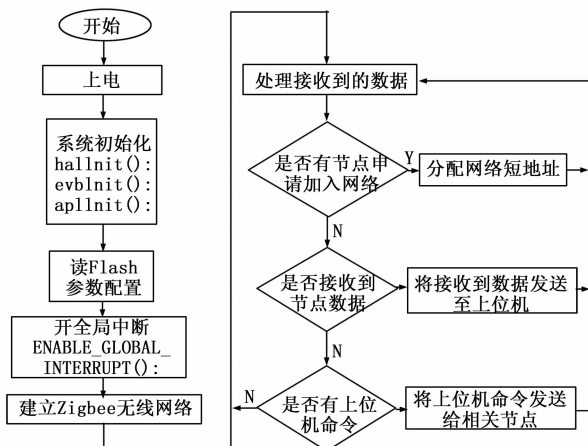 开始
上电
系统初始化
hallnit():
evblnit():
apllnit():
读Flash
参数配置
开全局中断
ENABLE_GLOBAL_
INTERRUPT():
建立Zigbee无线网络
处理接收到的数据
是否有节点申
请加入网络
Y
分配网络短地址
N
是否接收到
节点数据
将接收到数据发送
至上位机
N
N
是否有上位
机命令
将上位机命令发送
给相关节点